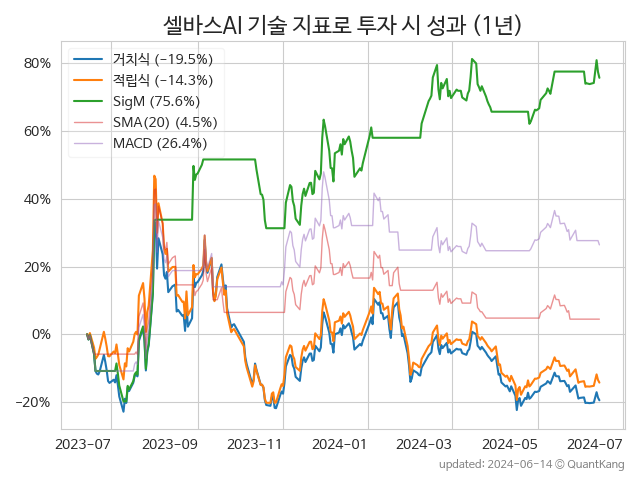 셀바스AI 기술 지표로 투자 시 성과 (1년)
거치식 (−19.5%)
적립식 (−14.3%)
SigM (75.6%)
SMA(20) (4.5%)
MACD (26.4%)
80%
60%
40%
20%
0%
−20%
2023-07 2023-09 2023-11 2024-01 2024-03 2024-05 2024-07
updated: 2024-06-14 © QuantKang